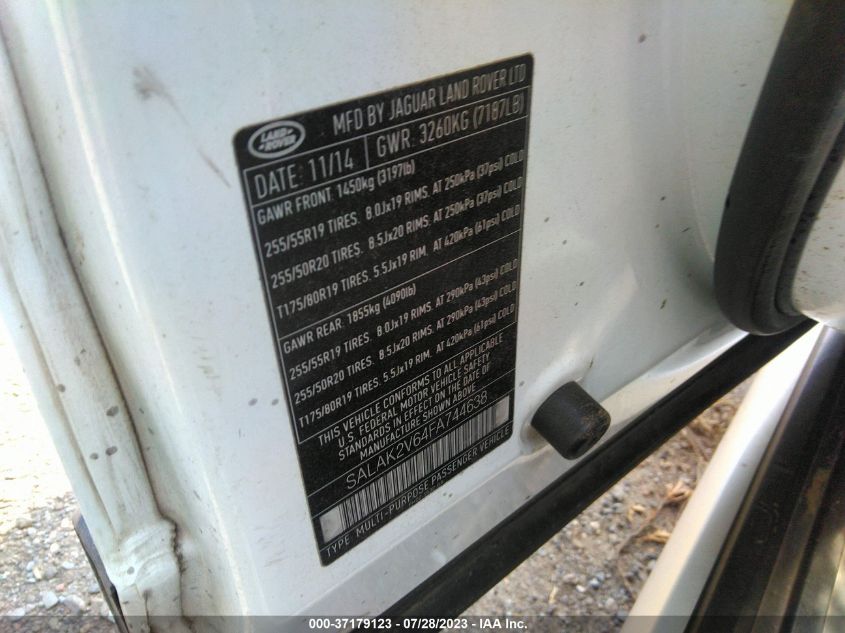 LAND ROVER
MFD BY JAGUAR LAND ROVER LTD
DATE: 11/14 GWR: 3260KG (7187LB)
GAWR FRONT: 1450kg (3197lb)
255/55R19 TIRES. 8.0Jx19 RIMS. AT 250kPa (37psi) COLD
255/50R20 TIRES. 8.5Jx20 RIMS. AT 250kPa (37psi) COLD
T175/80R19 TIRES. 5.5Jx19 RIM. AT 420kPa (61psi) COLD
GAWR REAR: 1855kg (4090lb)
255/55R19 TIRES. 8.0Jx19 RIMS. AT 290kPa (43psi) COLD
255/50R20 TIRES. 8.5Jx20 RIMS. AT 290kPa (43psi) COLD
T175/80R19 TIRES. 5.5Jx19 RIM. AT 420kPa (61psi) COLD
THIS VEHICLE CONFORMS TO ALL APPLICABLE
U.S. FEDERAL MOTOR VEHICLE SAFETY
STANDARDS IN EFFECT ON THE DATE OF
MANUFACTURE SHOWN ABOVE.
SALAK2V64FA744638
TYPE: MULTI-PURPOSE PASSENGER VEHICLE
000-37179123 - 07/28/2023 - IAA Inc.